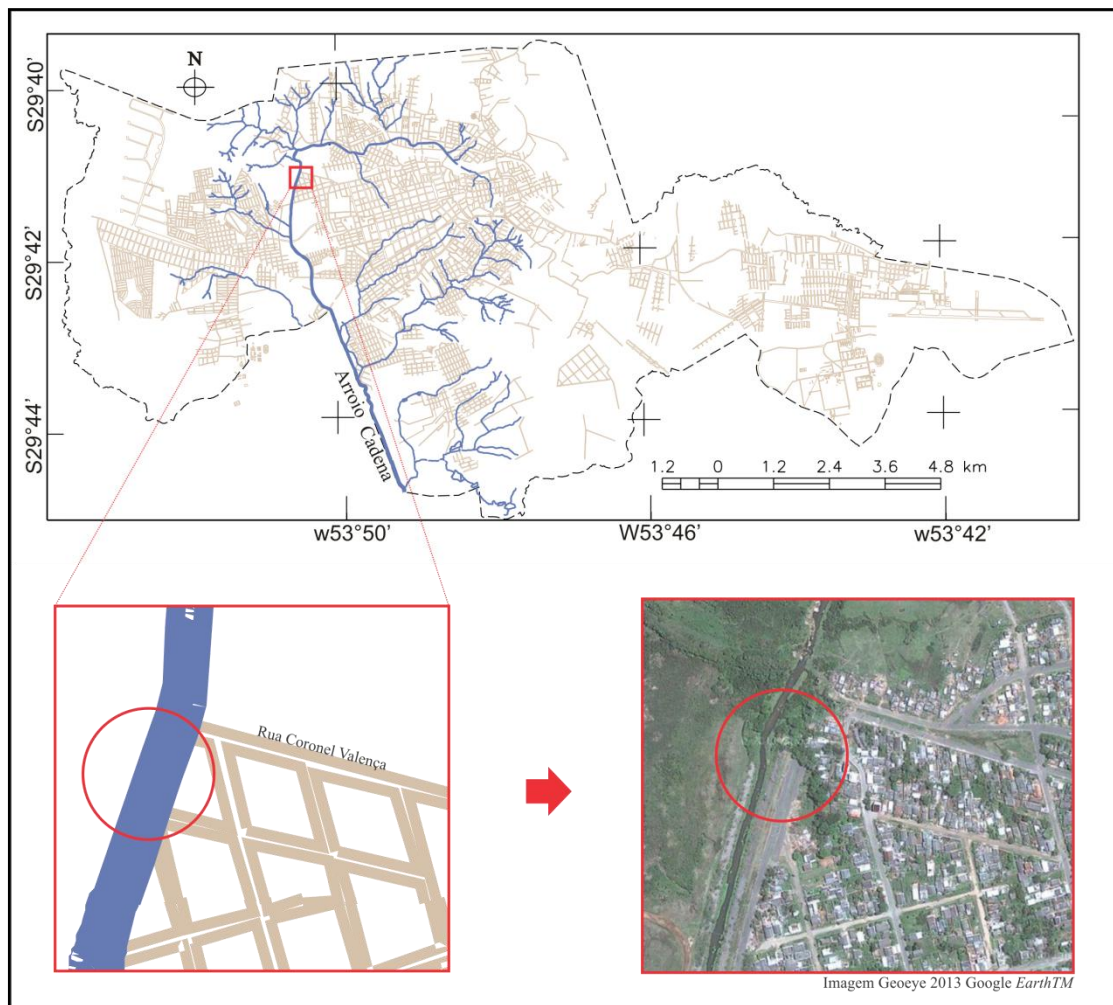 N
S29°40’
S29°42’
S29°44’
Arroio Cadena
1.2 0 1.2 2.4 3.6 4.8 km
w53°50’
W53°46’
w53°42’
Rua Coronel Valença
Imagem Geoeye 2013 Google EarthTM